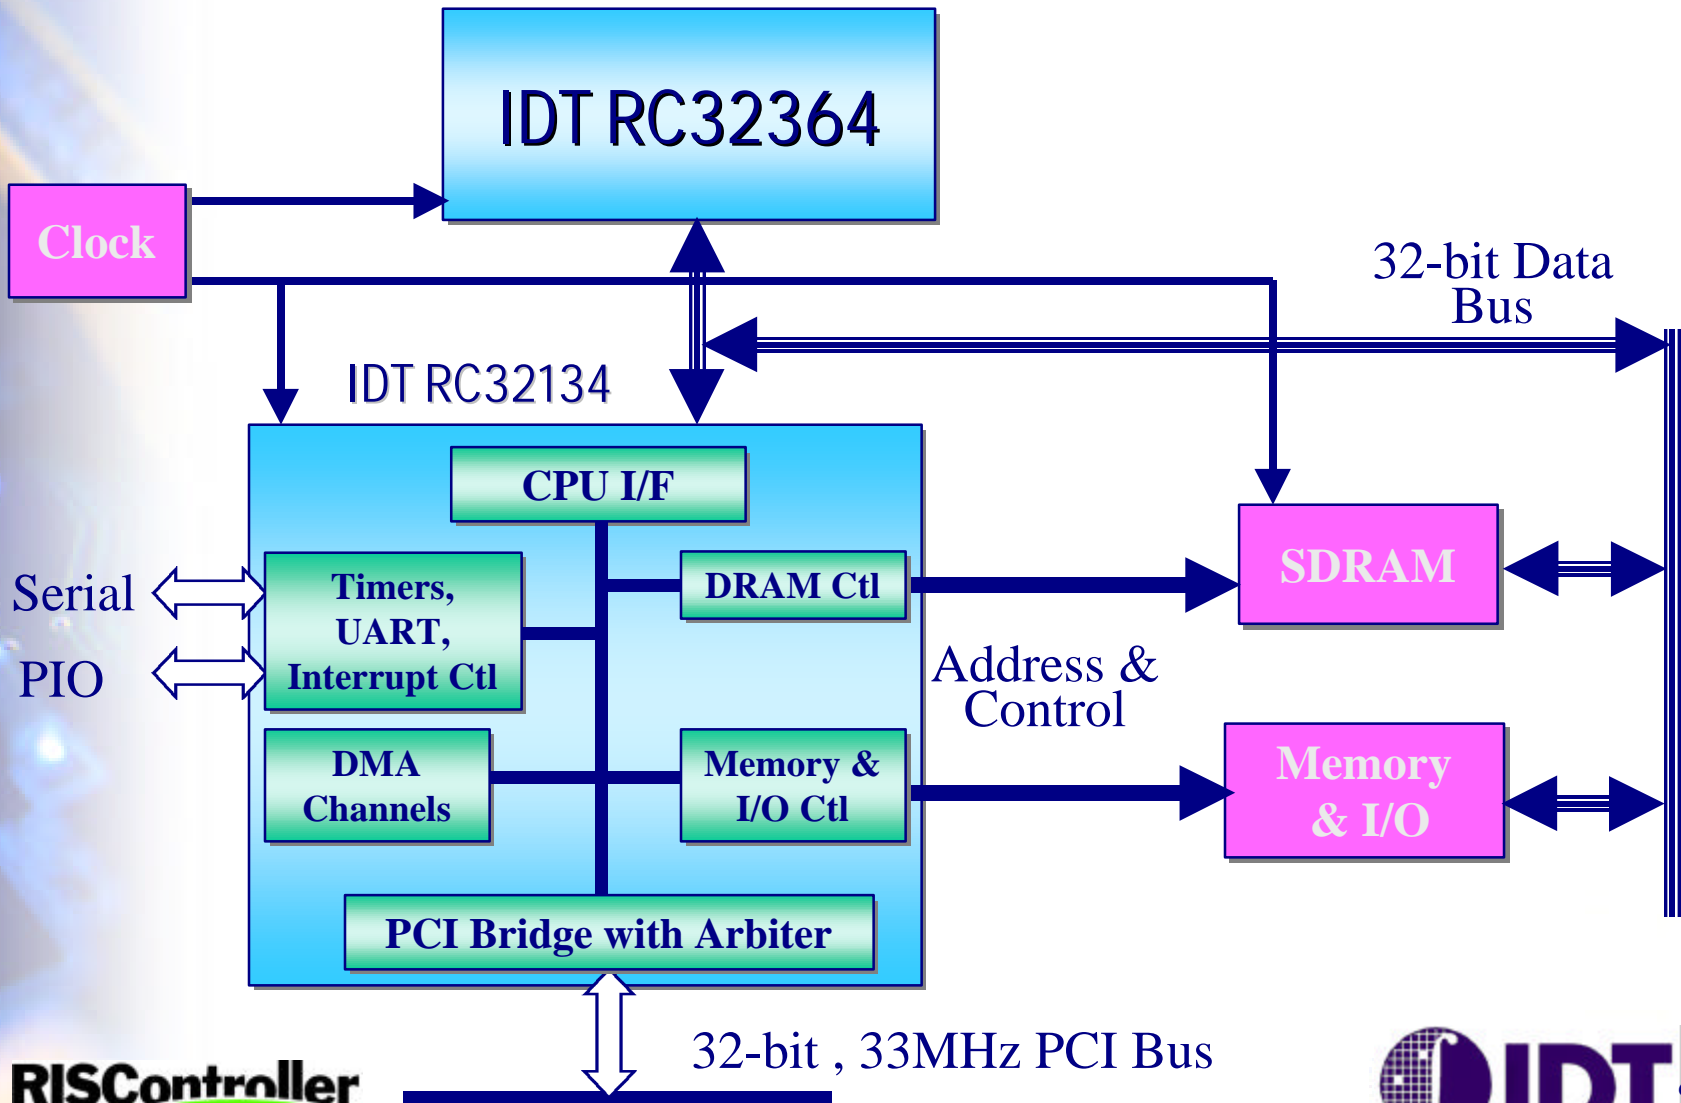 IDT RC32364
Clock
32-bit Data
Bus
IDT RC32134
CPU I/F
Timers,
UART,
Interrupt Ctl
DRAM Ctl
SDRAM
Serial
PIO
Address &
Control
DMA
Channels
Memory &
I/O Ctl
Memory
& I/O
PCI Bridge with Arbiter
32-bit , 33MHz PCI Bus
RISController
IDT